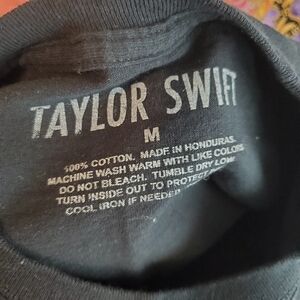 TAYLOR SWIFT
M
100% COTTON. MADE IN HONDURAS.
MACHINE WASH WARM WITH LIKE COLORS
DO NOT BLEACH. TUMBLE DRY LOW
TURN INSIDE OUT TO PROTECT
COOL IRON IF NEEDED